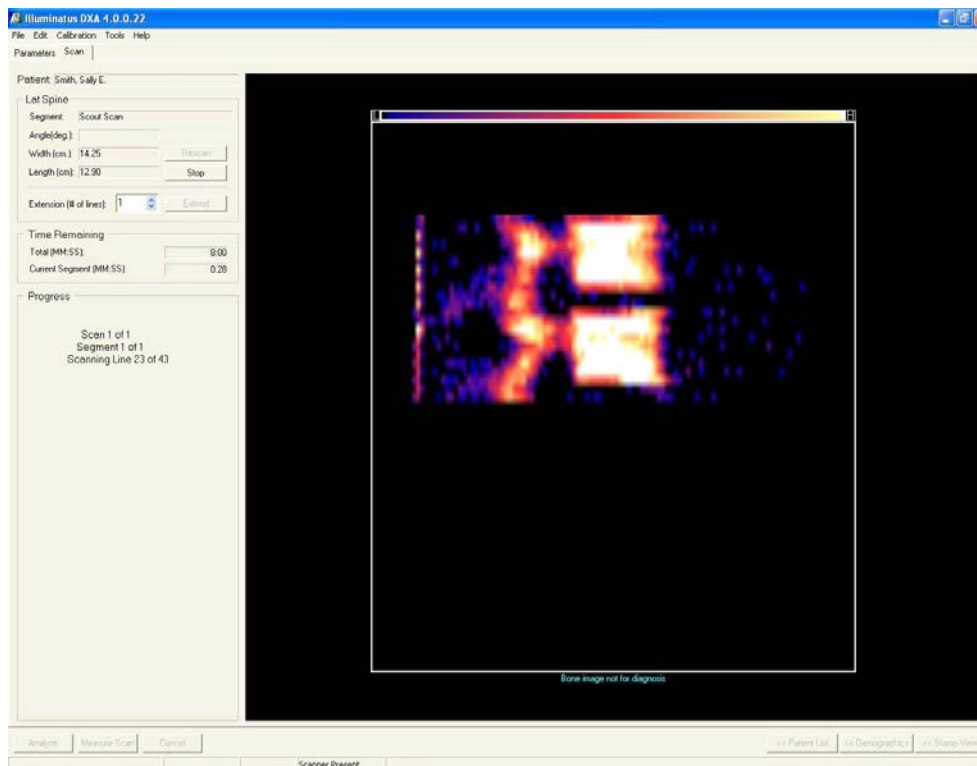 Illuminatus DXA 4.0.0.22
File Edit Calibration Tools Help
Parameters Scan
Patient: Smith, Sally E.
Lat Spine
Segment: Scout Scan
Angle(deg.):
Width (cm.): 14.25 Rescan
Length (cm): 12.90 Stop
Extension (# of lines): 1 Extend
Time Remaining
Total (MM:SS): 8:00
Current Segment (MM:SS) 0:28
Progress
Scan 1 of 1
Segment 1 of 1
Scanning Line 23 of 43
L H
Bone image not for diagnosis
Analyze Measure Scan Cancel << Patient List << Demographics << Stamp View
Scanner Present